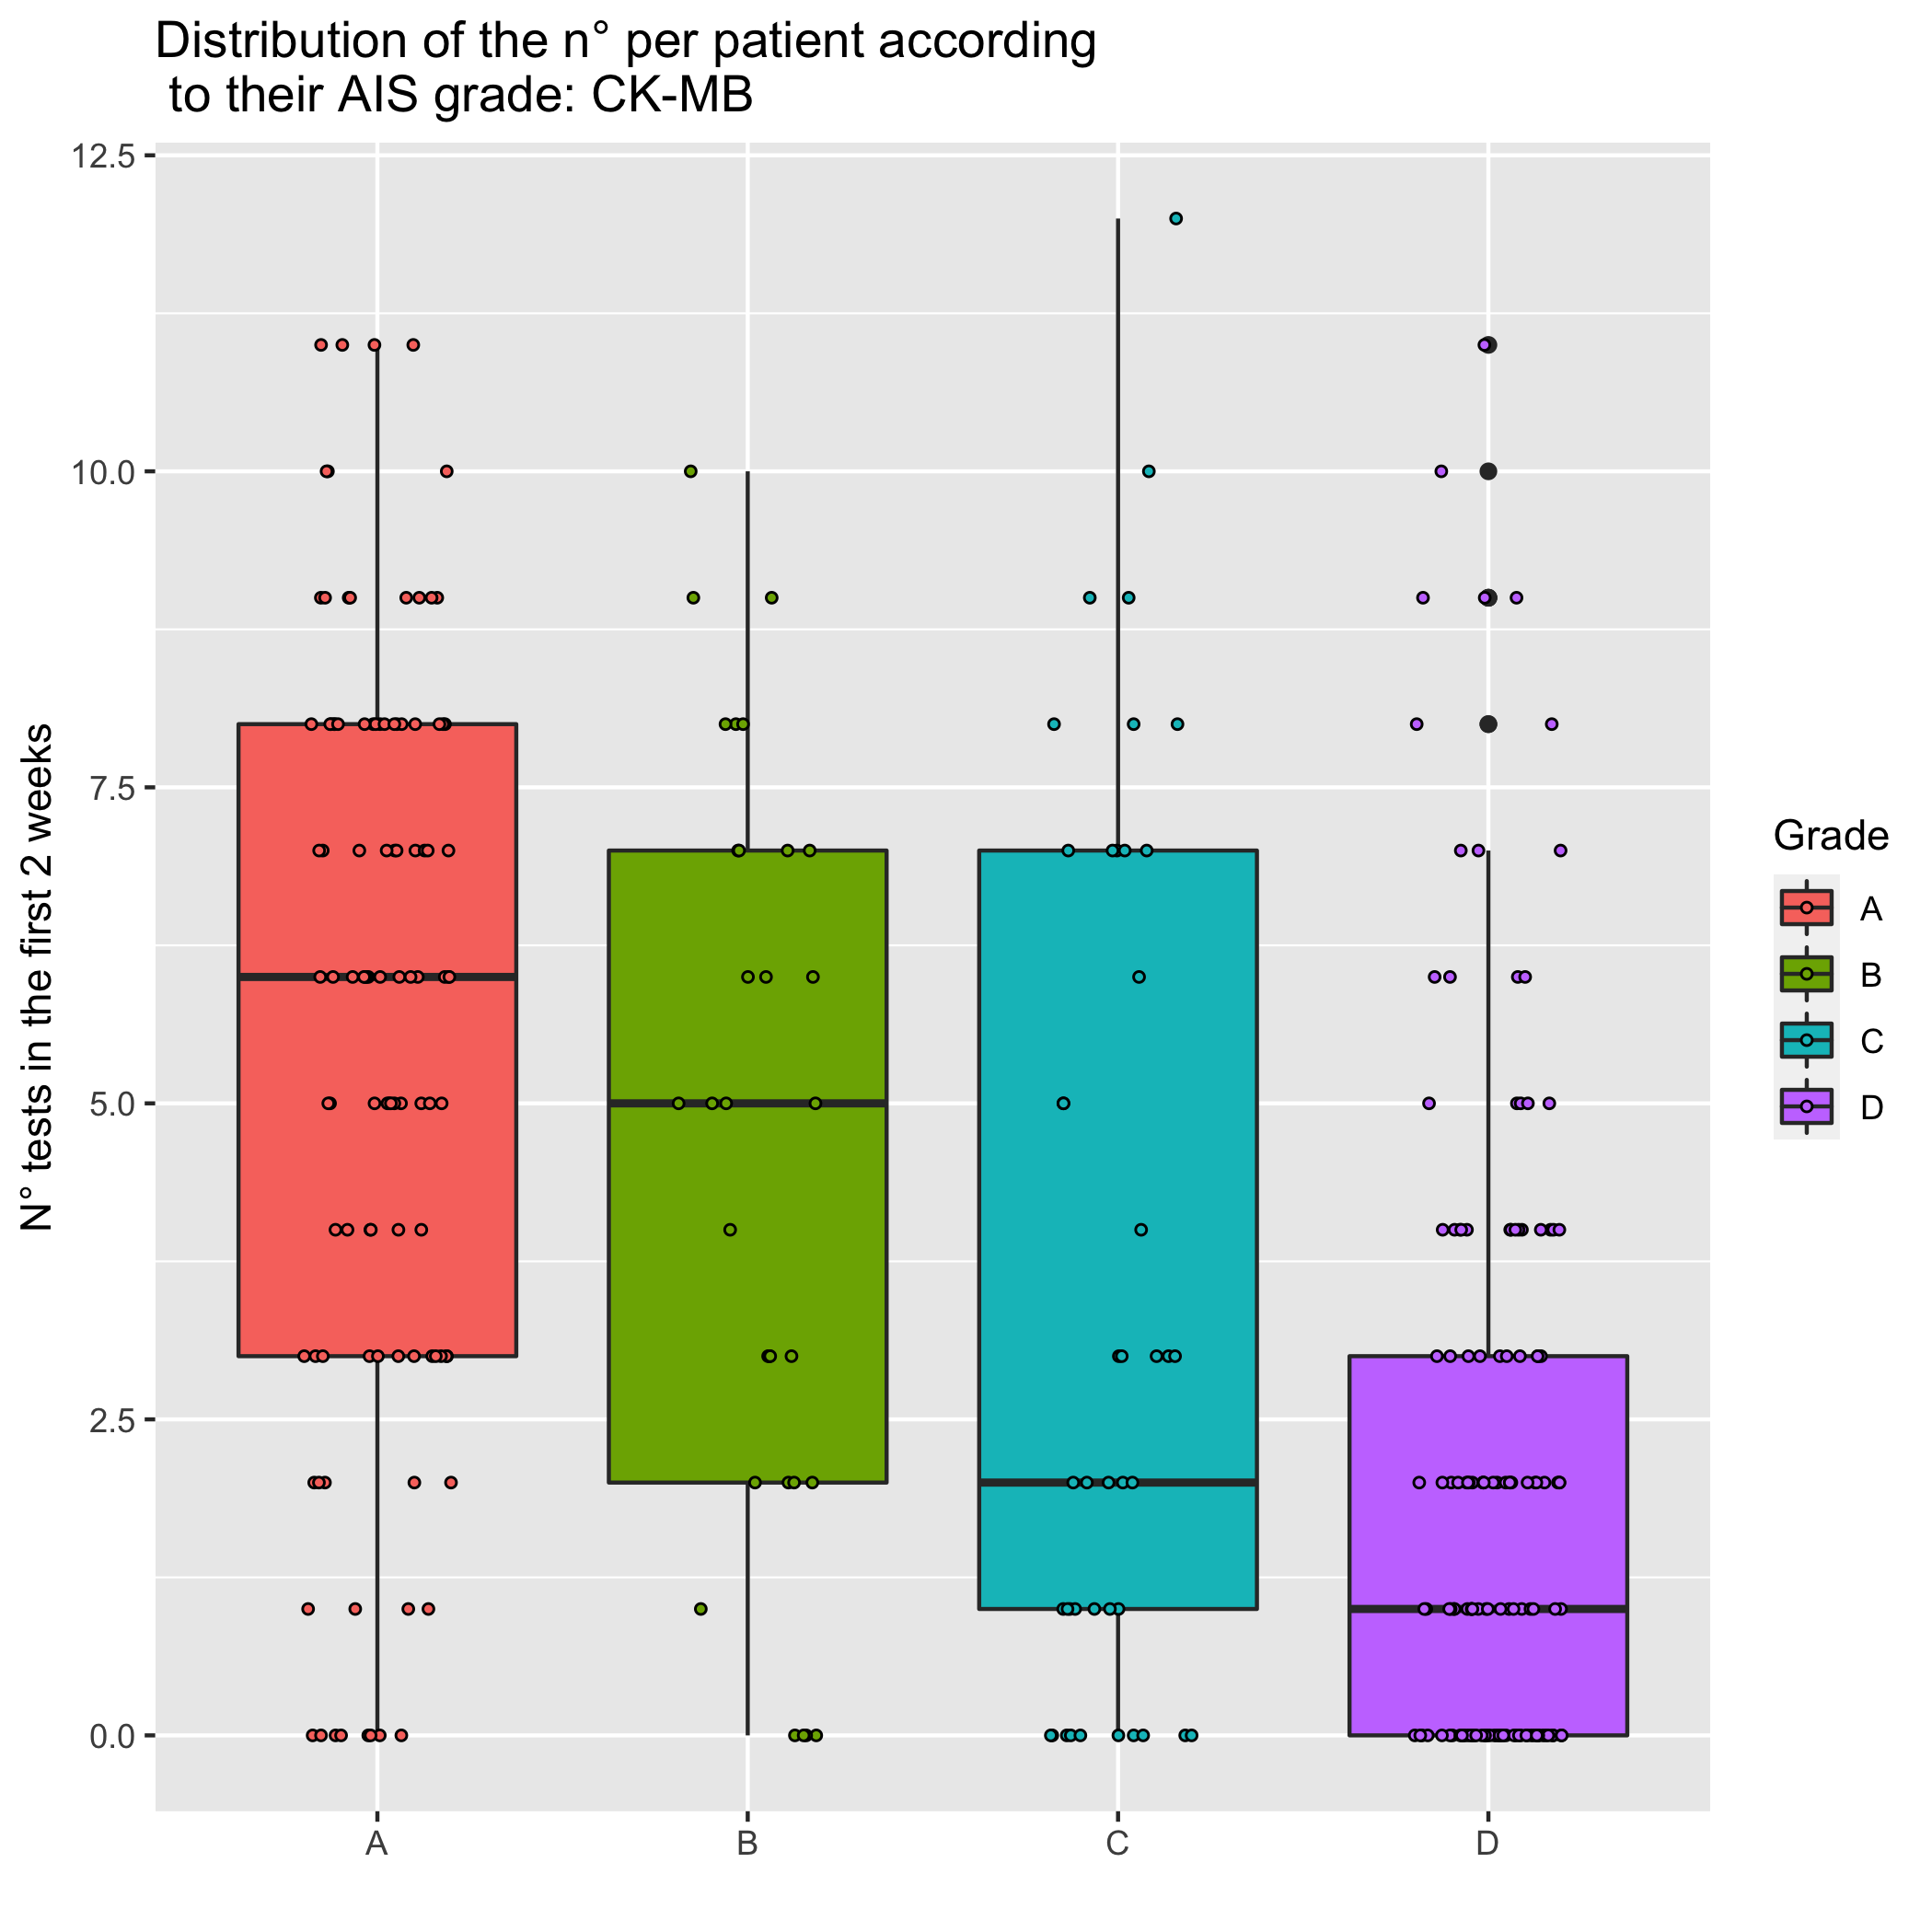 Distribution of the n° per patient according
to their AIS grade: CK-MB
12.5
10.0
7.5
5.0
2.5
0.0
N° tests in the first 2 weeks
A
B
C
D
Grade
A
B
C
D